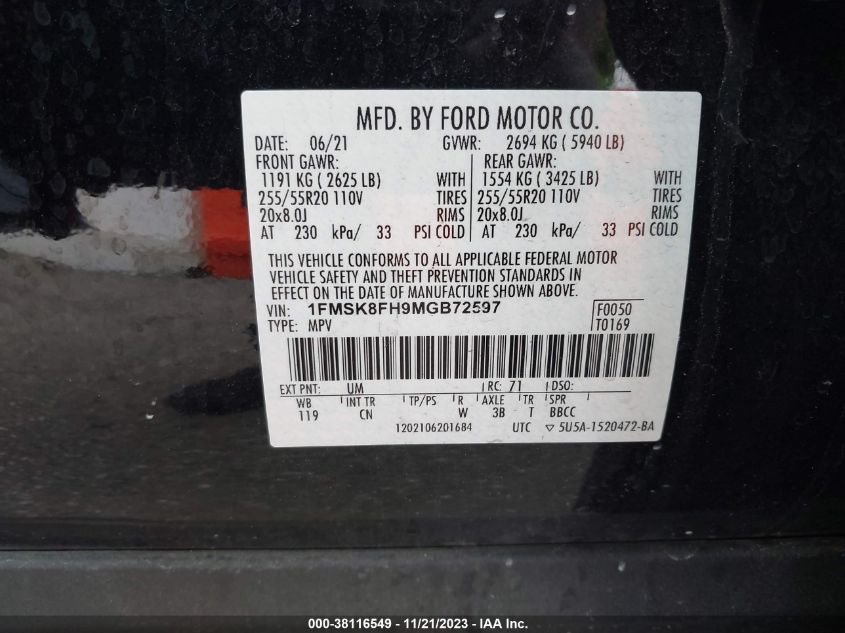 MFD. BY FORD MOTOR CO.
DATE: 06/21 GVWR: 2694 KG ( 5940 LB)
FRONT GAWR: REAR GAWR:
1191 KG ( 2625 LB) WITH 1554 KG ( 3425 LB) WITH
255/55R20 110V TIRES 255/55R20 110V TIRES
20x8.0J RIMS 20x8.0J RIMS
AT 230 kPa/ 33 PSI COLD AT 230 kPa/ 33 PSI COLD
THIS VEHICLE CONFORMS TO ALL APPLICABLE FEDERAL MOTOR
VEHICLE SAFETY AND THEFT PREVENTION STANDARDS IN
EFFECT ON THE DATE OF MANUFACTURE SHOWN ABOVE.
VIN: 1FMSK8FH9MGB72597 F0050
TYPE: MPV T0169
EXT PNT: UM RC: 71 DSO:
WB INT TR TP/PS R AXLE TR SPR
119 CN W 3B T BBCC
1202106201684 UTC ▽ 5U5A-1520472-BA
000-38116549 - 11/21/2023 - IAA Inc.